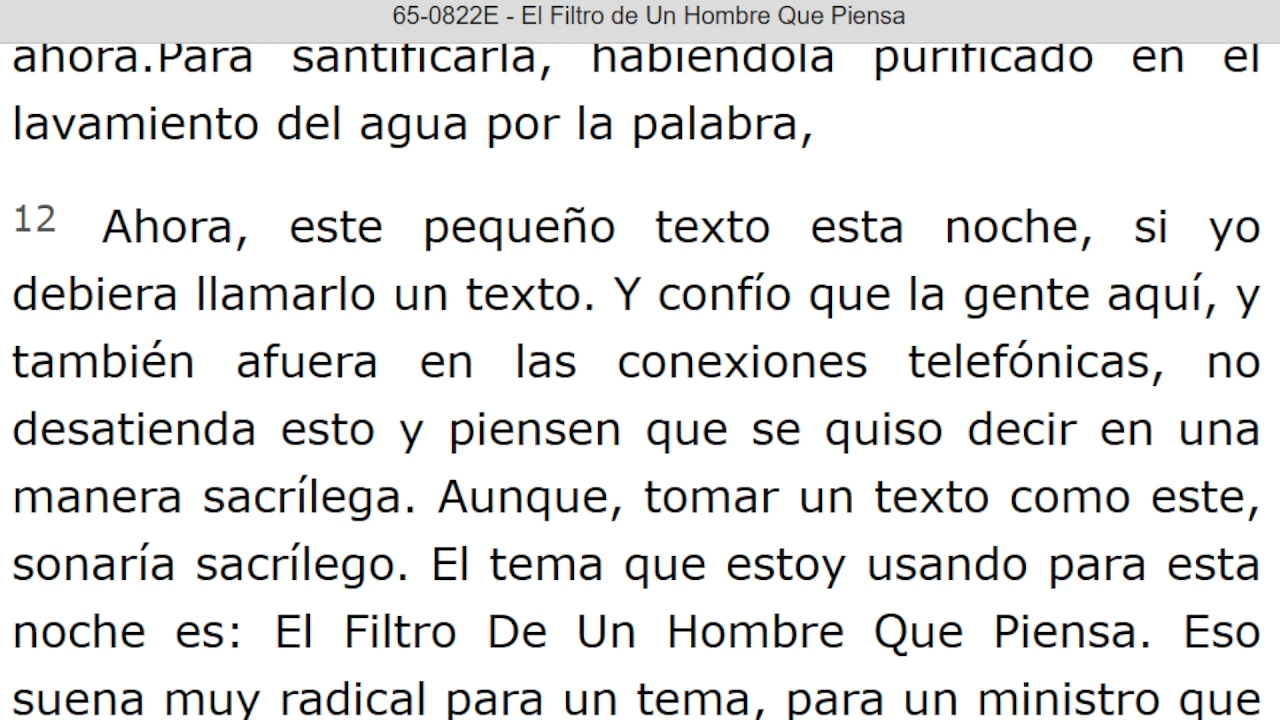 65-0822E - El Filtro de Un Hombre Que Piensa
ahora.Para santificarla, habiéndola purificado en el
lavamiento del agua por la palabra,
12 Ahora, este pequeño texto esta noche, si yo
debiera llamarlo un texto. Y confío que la gente aquí, y
también afuera en las conexiones telefónicas, no
desatienda esto y piensen que se quiso decir en una
manera sacrílega. Aunque, tomar un texto como este,
sonaría sacrílego. El tema que estoy usando para esta
noche es: El Filtro De Un Hombre Que Piensa. Eso
suena muy radical para un tema, para un ministro que